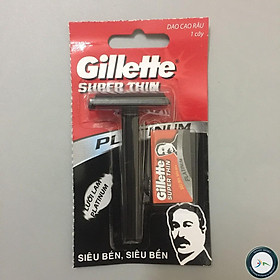 DAO CẠO RÂU
1 cây
Gillette
SUPER THIN
PLATINUM
LƯỠI LAM
PLATINUM
Gillette
SUPER THIN
SIÊU BÉN, SIÊU BỀN